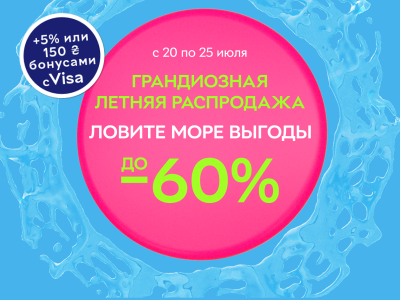 +5% или
150 ₴
бонусами
с Visa
с 20 по 25 июля
ГРАНДИОЗНАЯ
ЛЕТНЯЯ РАСПРОДАЖА
ЛОВИТЕ МОРЕ ВЫГОДЫ
ДО
–60%